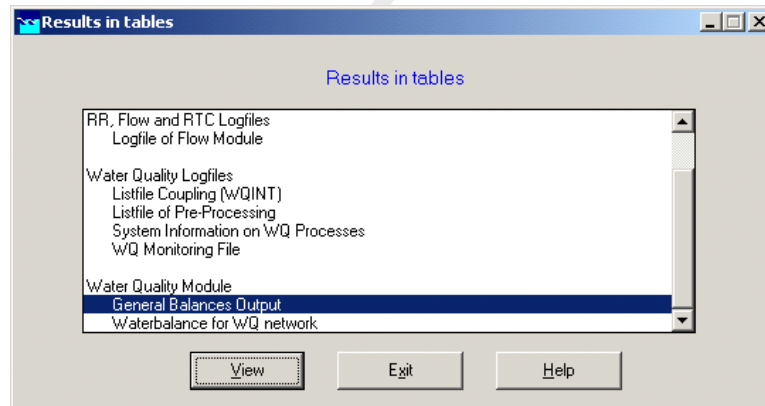 Results in tables
Results in tables
RR, Flow and RTC Logfiles
Logfile of Flow Module
Water Quality Logfiles
Listfile Coupling (WQINT)
Listfile of Pre-Processing
System Information on WQ Processes
WQ Monitoring File
Water Quality Module
General Balances Output
Waterbalance for WQ network
View Exit Help